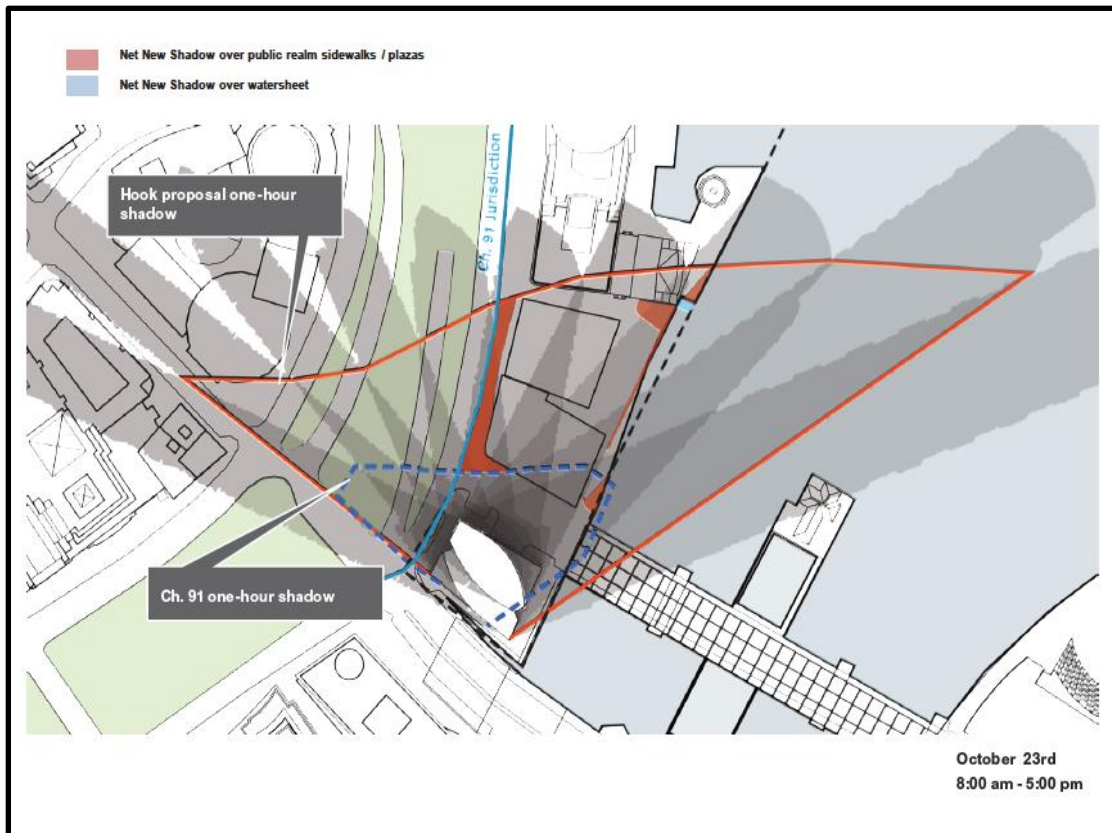 Net New Shadow over public realm sidewalks / plazas
Net New Shadow over watersheet
Ch. 91 Jurisdiction
Hook proposal one-hour
shadow
Ch. 91 one-hour shadow
October 23rd
8:00 am - 5:00 pm